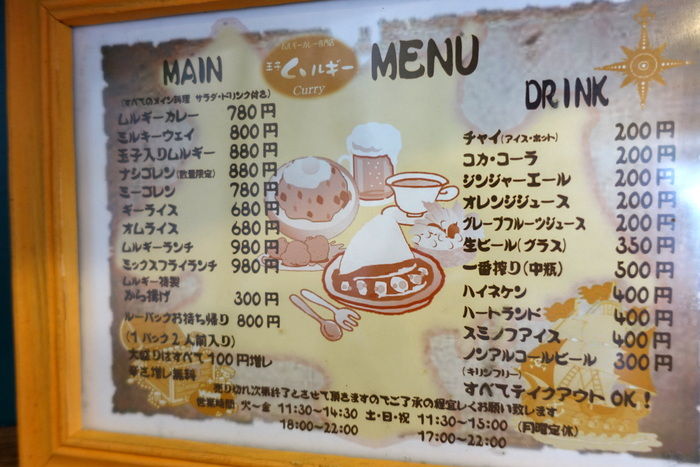 MAIN
ムルギーカレー専門店
王子 ムルギー
Curry
MENU
(すべてのメイン料理 サラダ・ドリンク付き)
ムルギーカレー 780円
ミルキーウェイ 800円
玉子入りムルギー 880円
ナシゴレン(数量限定) 880円
ミーゴレン 780円
ギーライス 680円
オムライス 680円
ムルギーランチ 980円
ミックスフライランチ 980円
ムルギー特製
から揚げ 300円
ルーパックお持ち帰り 800円
(1パック2人前入り)
大盛りはすべて100円増し
辛さ増し無料
DRINK
チャイ(アイス・ホット) 200円
コカ・コーラ 200円
ジンジャーエール 200円
オレンジジュース 200円
グレープフルーツジュース 200円
生ビール(グラス) 350円
一番搾り(中瓶) 500円
ハイネケン 400円
ハートランド 400円
スミノフアイス 400円
ノンアルコールビール 300円
(キリンフリー)
すべてテイクアウトOK!
売り切れ次第終了とさせて頂きますのでご了承の程宜しくお願い致します
営業時間 火〜金 11:30〜14:30 土・日・祝 11:30〜15:00 (月曜定休)
18:00〜22:00 17:00〜22:00